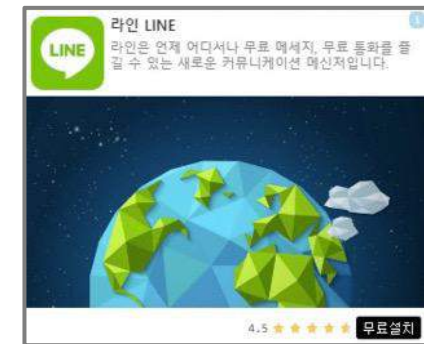 라인 LINE
LINE
라인은 언제 어디서나 무료 메세지, 무료 통화를 즐
길 수 있는 새로운 커뮤니케이션 메신저입니다.
4.5
무료설치